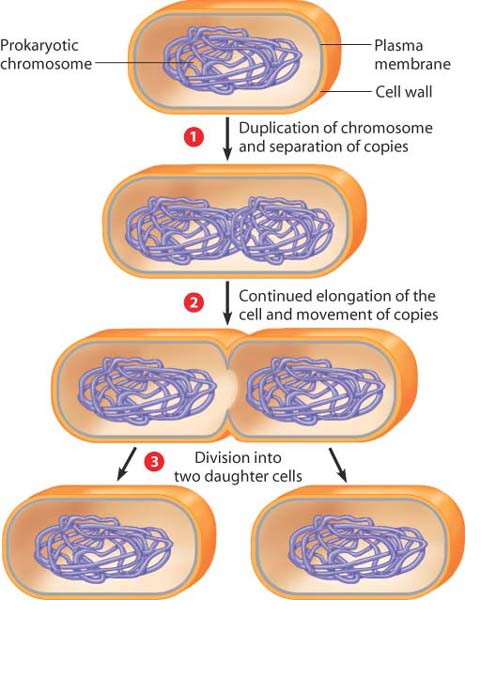 Prokaryotic
chromosome
Plasma
membrane
Cell wall
1
Duplication of chromosome
and separation of copies
2
Continued elongation of the
cell and movement of copies
3
Division into
two daughter cells